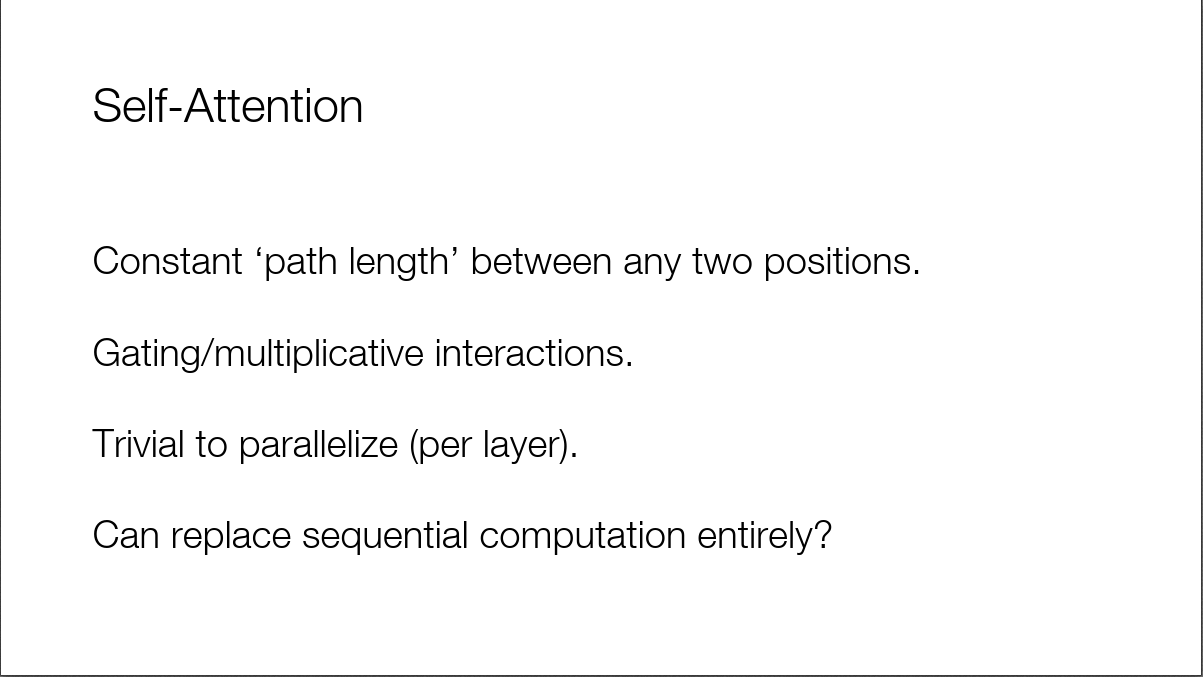 Self-Attention
Constant ‘path length’ between any two positions.
Gating/multiplicative interactions.
Trivial to parallelize (per layer).
Can replace sequential computation entirely?